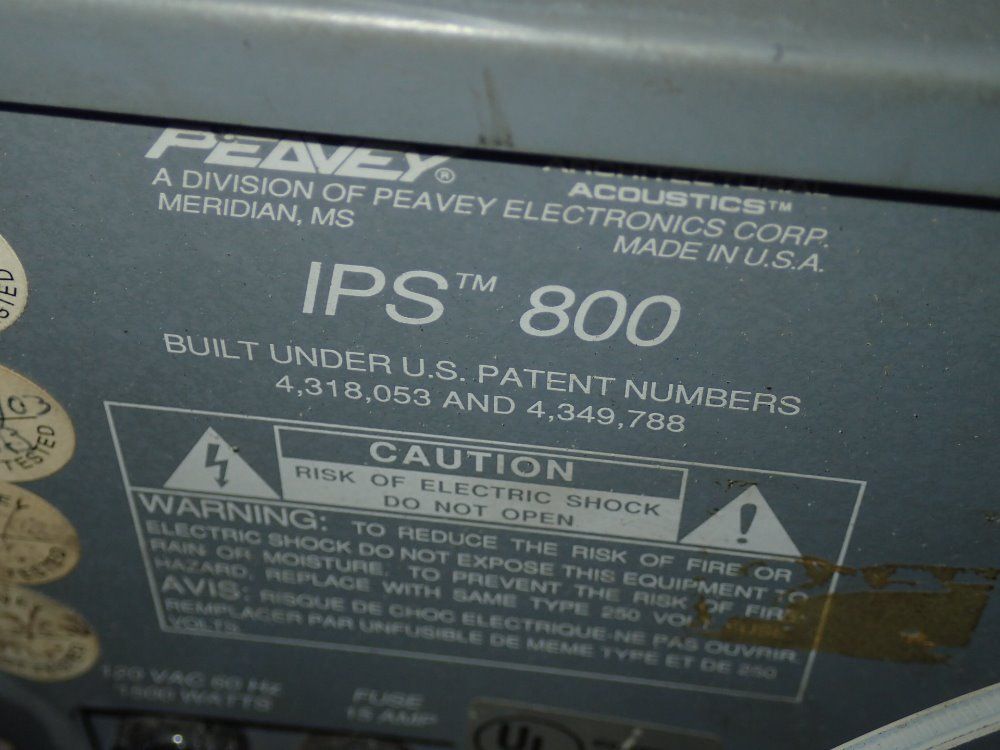 PEAVEY®
ACOUSTICS™
A DIVISION OF PEAVEY ELECTRONICS CORP.
MERIDIAN, MS
MADE IN U.S.A.
IPS™ 800
BUILT UNDER U.S. PATENT NUMBERS
4,318,053 AND 4,349,788
CAUTION
RISK OF ELECTRIC SHOCK
DO NOT OPEN
WARNING: TO REDUCE THE RISK OF FIRE OR
ELECTRIC SHOCK DO NOT EXPOSE THIS EQUIPMENT TO
RAIN OR MOISTURE. TO PREVENT THE RISK OF FIRE
HAZARD, REPLACE WITH SAME TYPE 250 VOLT FUSE
AVIS: RISQUE DE CHOC ELECTRIQUE-NE PAS OUVRIR
REMPLACER PAR UNFUSIBLE DE MEME TYPE ET DE 250
VOLTS
120 VAC 60 Hz
1500 WATTS
FUSE
15 AMP
UL
TESTED